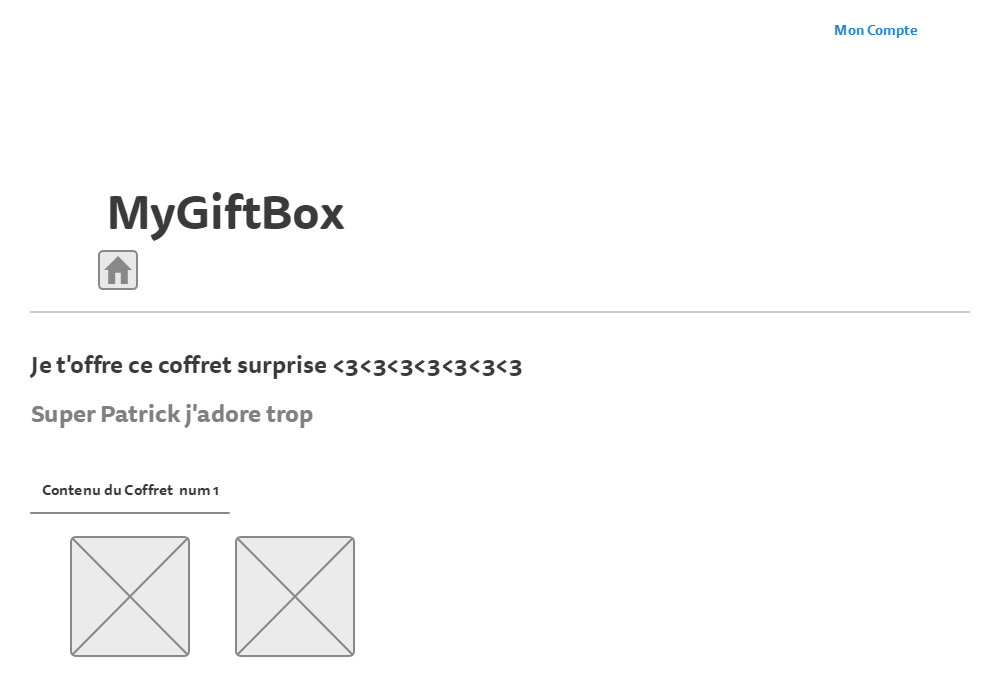 Mon Compte
MyGiftBox
Je t'offre ce coffret surprise <3<3<3<3<3<3<3
Super Patrick j'adore trop
Contenu du Coffret num 1